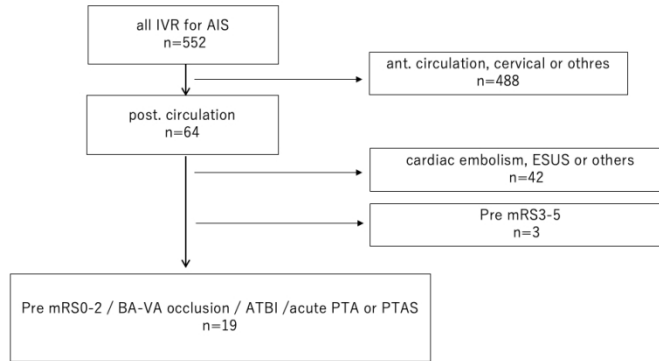 all IVR for AIS
n=552
ant. circulation, cervical or othres
n=488
post. circulation
n=64
cardiac embolism, ESUS or others
n=42
Pre mRS3-5
n=3
Pre mRS0-2 / BA-VA occlusion / ATBI /acute PTA or PTAS
n=19